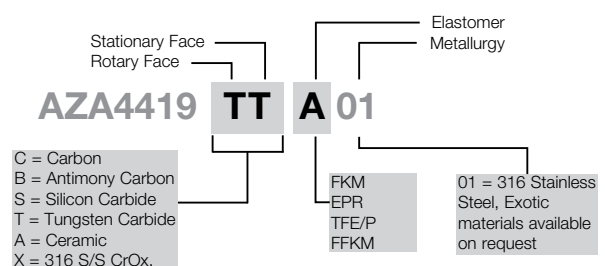 Stationary Face
Rotary Face
Elastomer
Metallurgy
AZA4419 TT A 01
C = Carbon
B = Antimony Carbon
S = Silicon Carbide
T = Tungsten Carbide
A = Ceramic
X = 316 S/S CrOx.
FKM
EPR
TFE/P
FFKM
01 = 316 Stainless
Steel, Exotic
materials available
on request